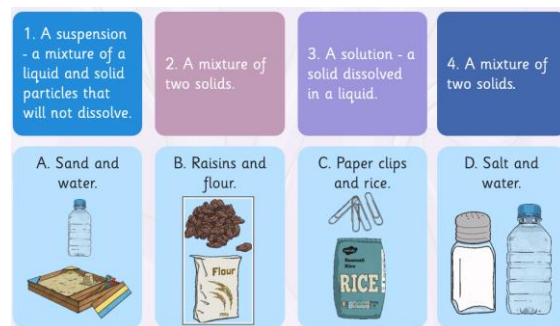 1. A suspension
- a mixture of a
liquid and solid
particles that
will not dissolve.
2. A mixture of
two solids.
3. A solution - a
solid dissolved
in a liquid.
4. A mixture of
two solids.
A. Sand and
water.
B. Raisins and
flour.
C. Paper clips
and rice.
D. Salt and
water.
Flour
RICE